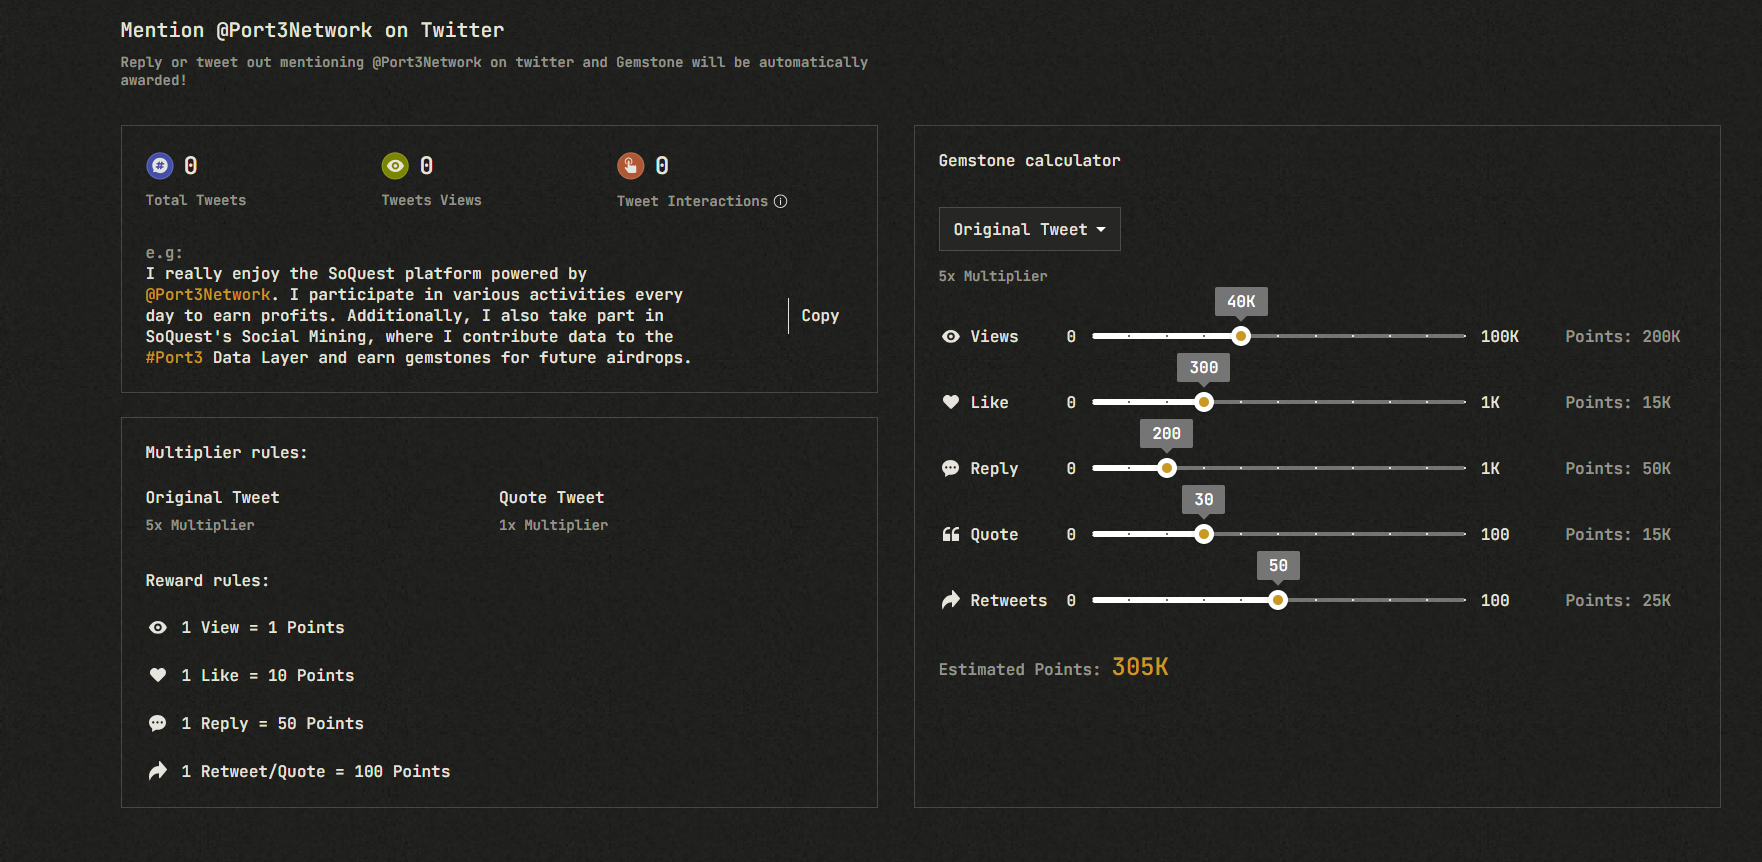 Mention @Port3Network on Twitter
Reply or tweet out mentioning @Port3Network on twitter and Gemstone will be automatically
awarded!
0
Total Tweets
0
Tweets Views
0
Tweet Interactions
e.g:
I really enjoy the SoQuest platform powered by
@Port3Network. I participate in various activities every
day to earn profits. Additionally, I also take part in
SoQuest's Social Mining, where I contribute data to the
#Port3 Data Layer and earn gemstones for future airdrops.
Copy
Multiplier rules:
Original Tweet
5x Multiplier
Quote Tweet
1x Multiplier
Reward rules:
1 View = 1 Points
1 Like = 10 Points
1 Reply = 50 Points
1 Retweet/Quote = 100 Points
Gemstone calculator
Original Tweet
5x Multiplier
40K
Views 0 100K Points: 200K
300
Like 0 1K Points: 15K
200
Reply 0 1K Points: 50K
30
Quote 0 100 Points: 15K
50
Retweets 0 100 Points: 25K
Estimated Points: 305K